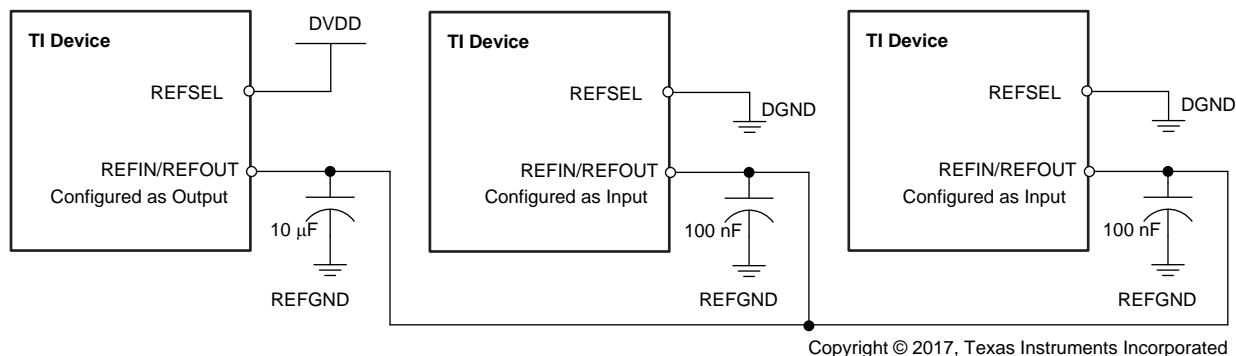 TI Device
DVDD
REFSEL
REFIN/REFOUT
Configured as Output
10 μF
REFGND
TI Device
REFSEL
DGND
REFIN/REFOUT
Configured as Input
100 nF
REFGND
TI Device
REFSEL
DGND
REFIN/REFOUT
Configured as Input
100 nF
REFGND
Copyright © 2017, Texas Instruments Incorporated